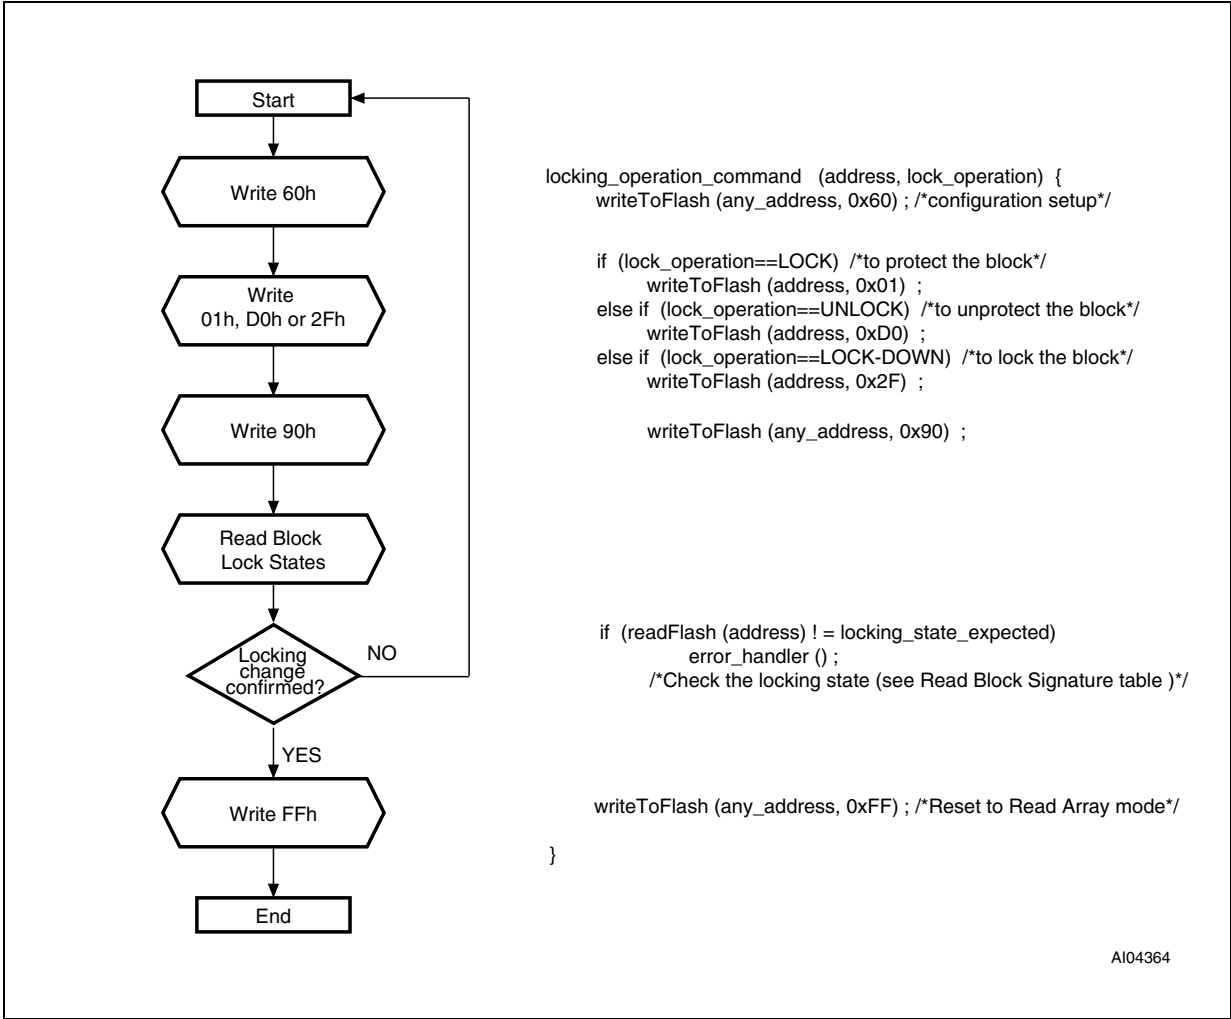 Start
Write 60h
Write
01h, D0h or 2Fh
Write 90h
Read Block
Lock States
Locking
change
confirmed?
NO
YES
Write FFh
End
locking_operation_command (address, lock_operation) {
writeToFlash (any_address, 0x60) ; /*configuration setup*/
if (lock_operation==LOCK) /*to protect the block*/
writeToFlash (address, 0x01) ;
else if (lock_operation==UNLOCK) /*to unprotect the block*/
writeToFlash (address, 0xD0) ;
else if (lock_operation==LOCK-DOWN) /*to lock the block*/
writeToFlash (address, 0x2F) ;
writeToFlash (any_address, 0x90) ;
if (readFlash (address) ! = locking_state_expected)
error_handler () ;
/*Check the locking state (see Read Block Signature table )*/
writeToFlash (any_address, 0xFF) ; /*Reset to Read Array mode*/
}
AI04364